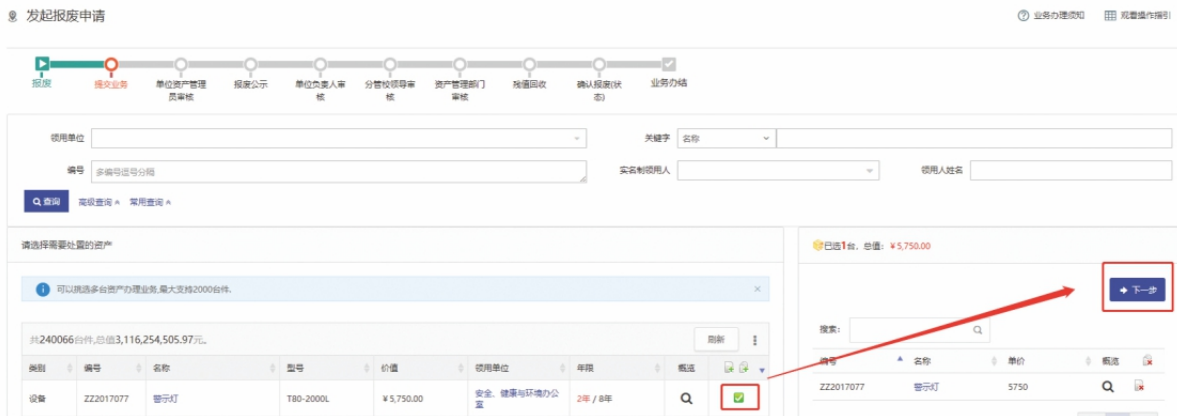 发起报废申请
业务办理须知 观看操作指引
报废 提交业务 单位资产管理 报废公示 单位负责人审 分管校领导审 资产管理部门 残值回收 确认报废(状 业务办结
员审核 核 核 审核 态)
领用单位 关键字 名称
编号 多编号逗号分隔 实名制领用人 领用人姓名
查询 高级查询 常用查询
请选择需要处置的资产
已选1台，总值：￥5,750.00
可以挑选多台资产办理业务,最大支持2000台件.
下一步
共240066台件,总值3,116,254,505.97元。 刷新
搜索：
类别 编号 名称 型号 价值 领用单位 年限 概览
编号 名称 单价 概览
设备 ZZ2017077 警示灯 T80-2000L ￥5,750.00 安全、健康与环境办公 2年 / 8年
室
ZZ2017077 警示灯 5750